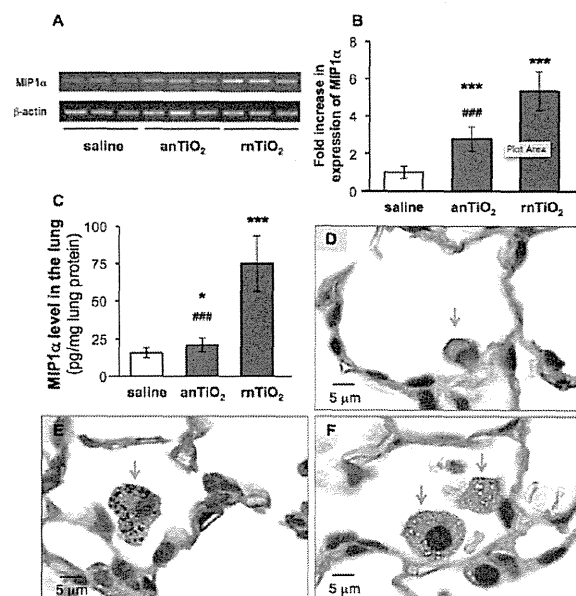 A
MIP1α
β-actin
saline anTiO₂ rnTiO₂
B
Fold increase in
expression of MIP1α
8
6
4
2
0
***
###
***
Plot Area
saline anTiO₂ rnTiO₂
C
MIP1α level in the lung
(pg/mg lung protein)
100
75
50
25
0
*
###
***
saline anTiO₂ rnTiO₂
D
5 µm
E
5 µm
F
5 µm